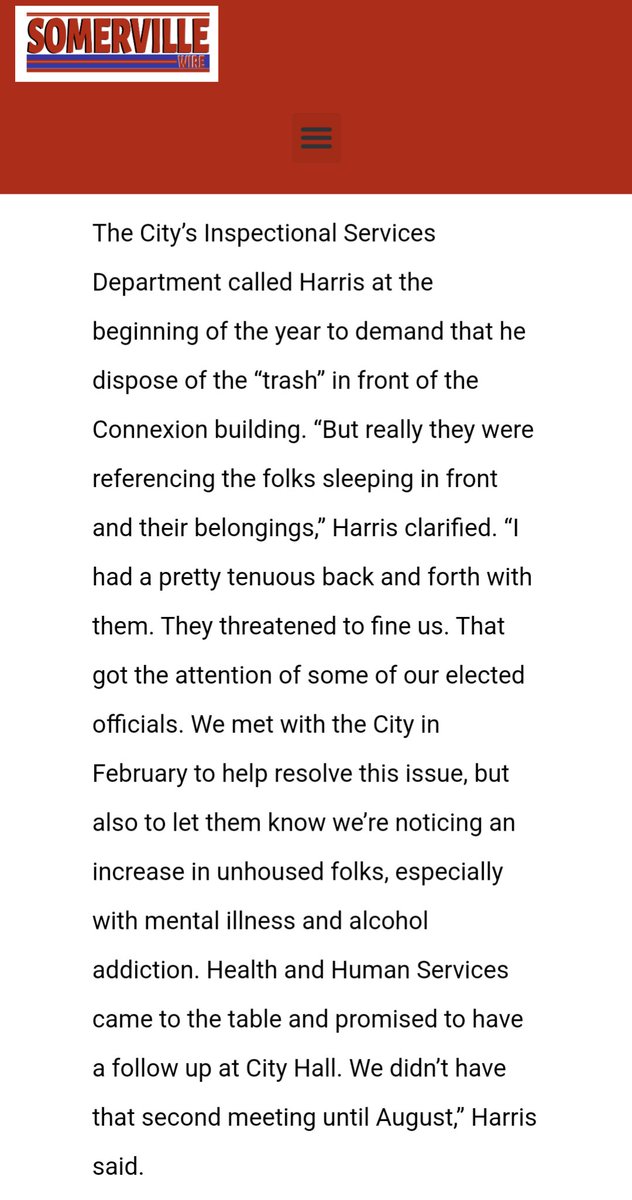 SOMERVILLE
WIRE
The City’s Inspectional Services
Department called Harris at the
beginning of the year to demand that he
dispose of the “trash” in front of the
Connexion building. “But really they were
referencing the folks sleeping in front
and their belongings,” Harris clarified. “I
had a pretty tenuous back and forth with
them. They threatened to fine us. That
got the attention of some of our elected
officials. We met with the City in
February to help resolve this issue, but
also to let them know we’re noticing an
increase in unhoused folks, especially
with mental illness and alcohol
addiction. Health and Human Services
came to the table and promised to have
a follow up at City Hall. We didn’t have
that second meeting until August,” Harris
said.